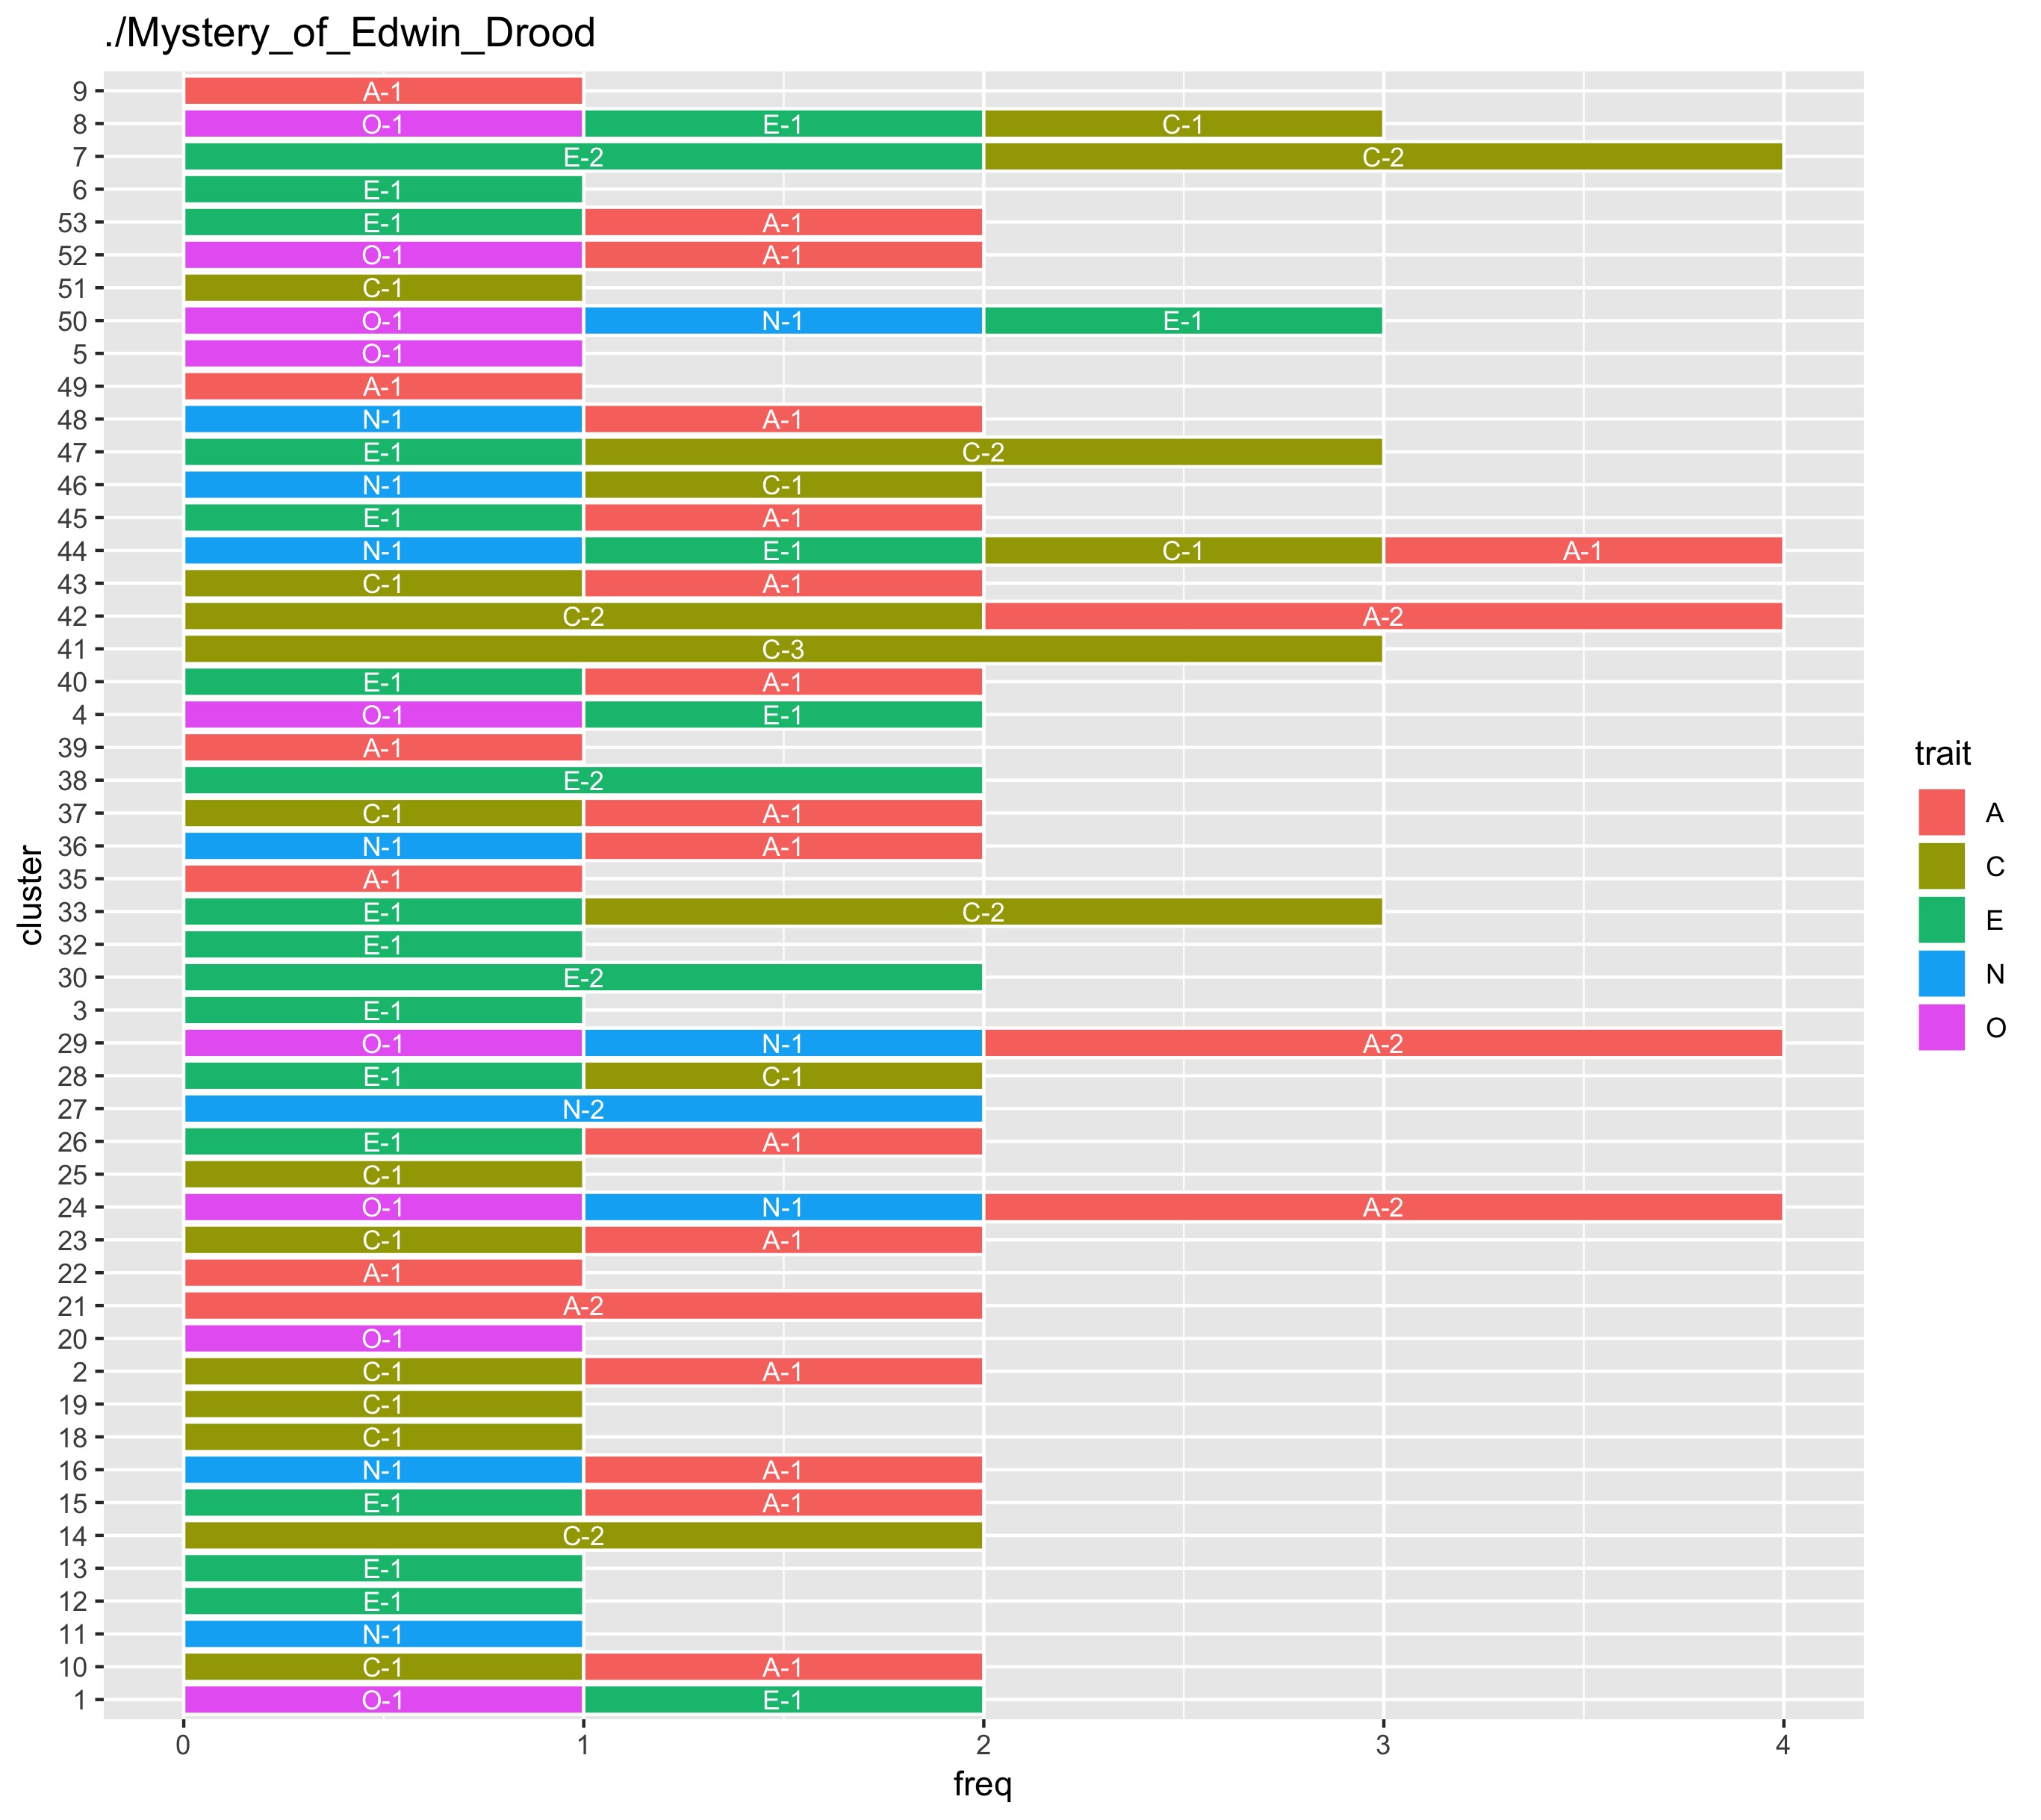 ./Mystery_of_Edwin_Drood
9 A-1
8 O-1 E-1 C-1
7 E-2 C-2
6 E-1
53 E-1 A-1
52 O-1 A-1
51 C-1
50 O-1 N-1 E-1
5 O-1
49 A-1
48 N-1 A-1
47 E-1 C-2
46 N-1 C-1
45 E-1 A-1
44 N-1 E-1 C-1 A-1
43 C-1 A-1
42 C-2 A-2
41 C-3
40 E-1 A-1
4 O-1 E-1
39 A-1
38 E-2
37 C-1 A-1
36 N-1 A-1
35 A-1
33 E-1 C-2
32 E-1
30 E-2
3 E-1
29 O-1 N-1 A-2
28 E-1 C-1
27 N-2
26 E-1 A-1
25 C-1
24 O-1 N-1 A-2
23 C-1 A-1
22 A-1
21 A-2
20 O-1
2 C-1 A-1
19 C-1
18 C-1
16 N-1 A-1
15 E-1 A-1
14 C-2
13 E-1
12 E-1
11 N-1
10 C-1 A-1
1 O-1 E-1
0 1 2 3 4
freq
cluster
trait
A
C
E
N
O